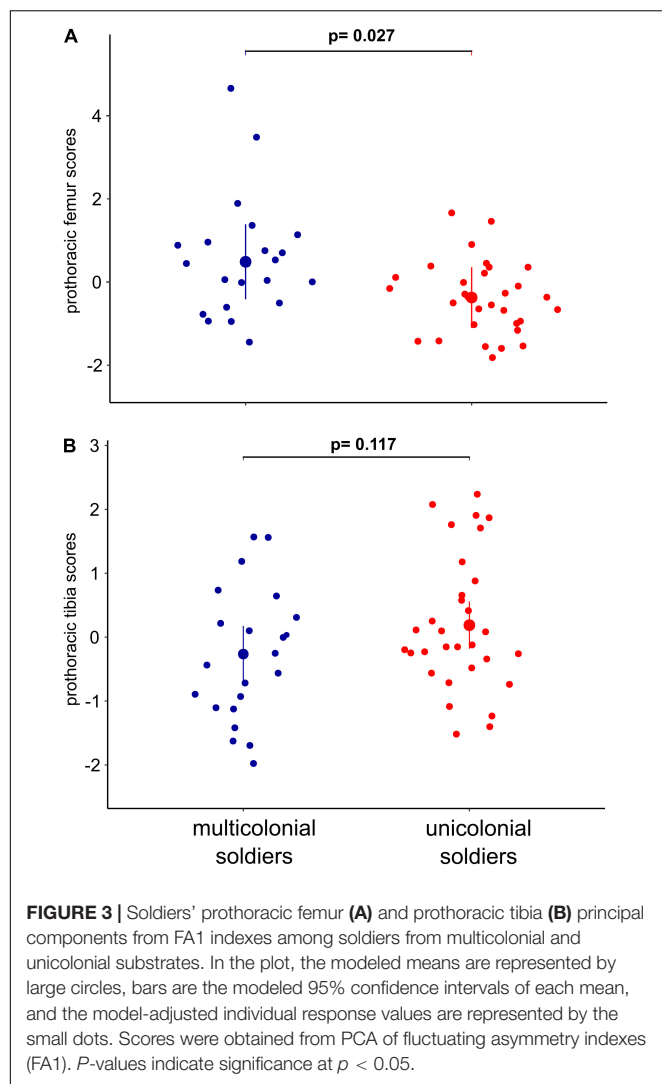 A
p= 0.027
prothoracic femur scores
4
2
0
-2
B
p= 0.117
prothoracic tibia scores
3
2
1
0
-1
-2
multicolonial
soldiers
unicolonial
soldiers
FIGURE 3 | Soldiers' prothoracic femur (A) and prothoracic tibia (B) principal
components from FA1 indexes among soldiers from multicolonial and
unicolonial substrates. In the plot, the modeled means are represented by
large circles, bars are the modeled 95% confidence intervals of each mean,
and the model-adjusted individual response values are represented by the
small dots. Scores were obtained from PCA of fluctuating asymmetry indexes
(FA1). P-values indicate significance at p < 0.05.